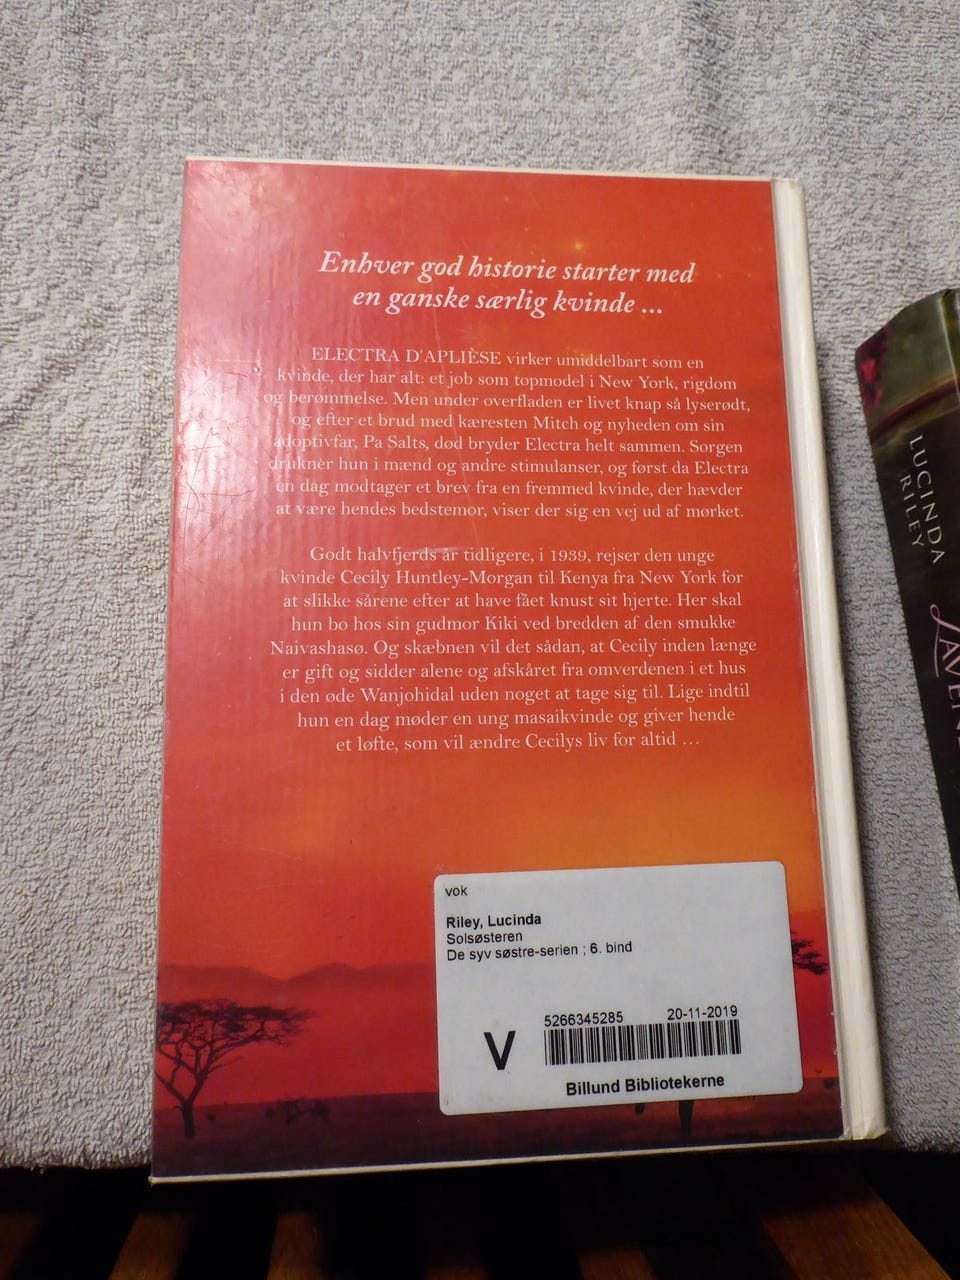 Enhver god historie starter med
en ganske særlig kvinde ...
ELECTRA D'APLIÈSE virker umiddelbart som en
kvinde, der har alt: et job som topmodel i New York, rigdom
og berømmelse. Men under overfladen er livet knap så lyserødt,
og efter et brud med kæresten Mitch og nyheden om sin
adoptivfar, Pa Salts, død bryder Electra helt sammen. Sorgen
drukner hun i mænd og andre stimulanser, og først da Electra
en dag modtager et brev fra en fremmed kvinde, der hævder
at være hendes bedstemor, viser der sig en vej ud af mørket.
Godt halvfjerds år tidligere, i 1939, rejser den unge
kvinde Cecily Huntley-Morgan til Kenya fra New York for
at slikke sårene efter at have fået knust sit hjerte. Her skal
hun bo hos sin gudmor Kiki ved bredden af den smukke
Naivashasø. Og skæbnen vil det sådan, at Cecily inden længe
er gift og sidder alene og afskåret fra omverdenen i et hus
i den øde Wanjohidal uden noget at tage sig til. Lige indtil
hun en dag møder en ung masaikvinde og giver hende
et løfte, som vil ændre Cecilys liv for altid ...
vok
Riley, Lucinda
Solsøsteren
De syv søstre-serien ; 6. bind
5266345285 20-11-2019
V
Billund Bibliotekerne
LUCINDA
RILEY